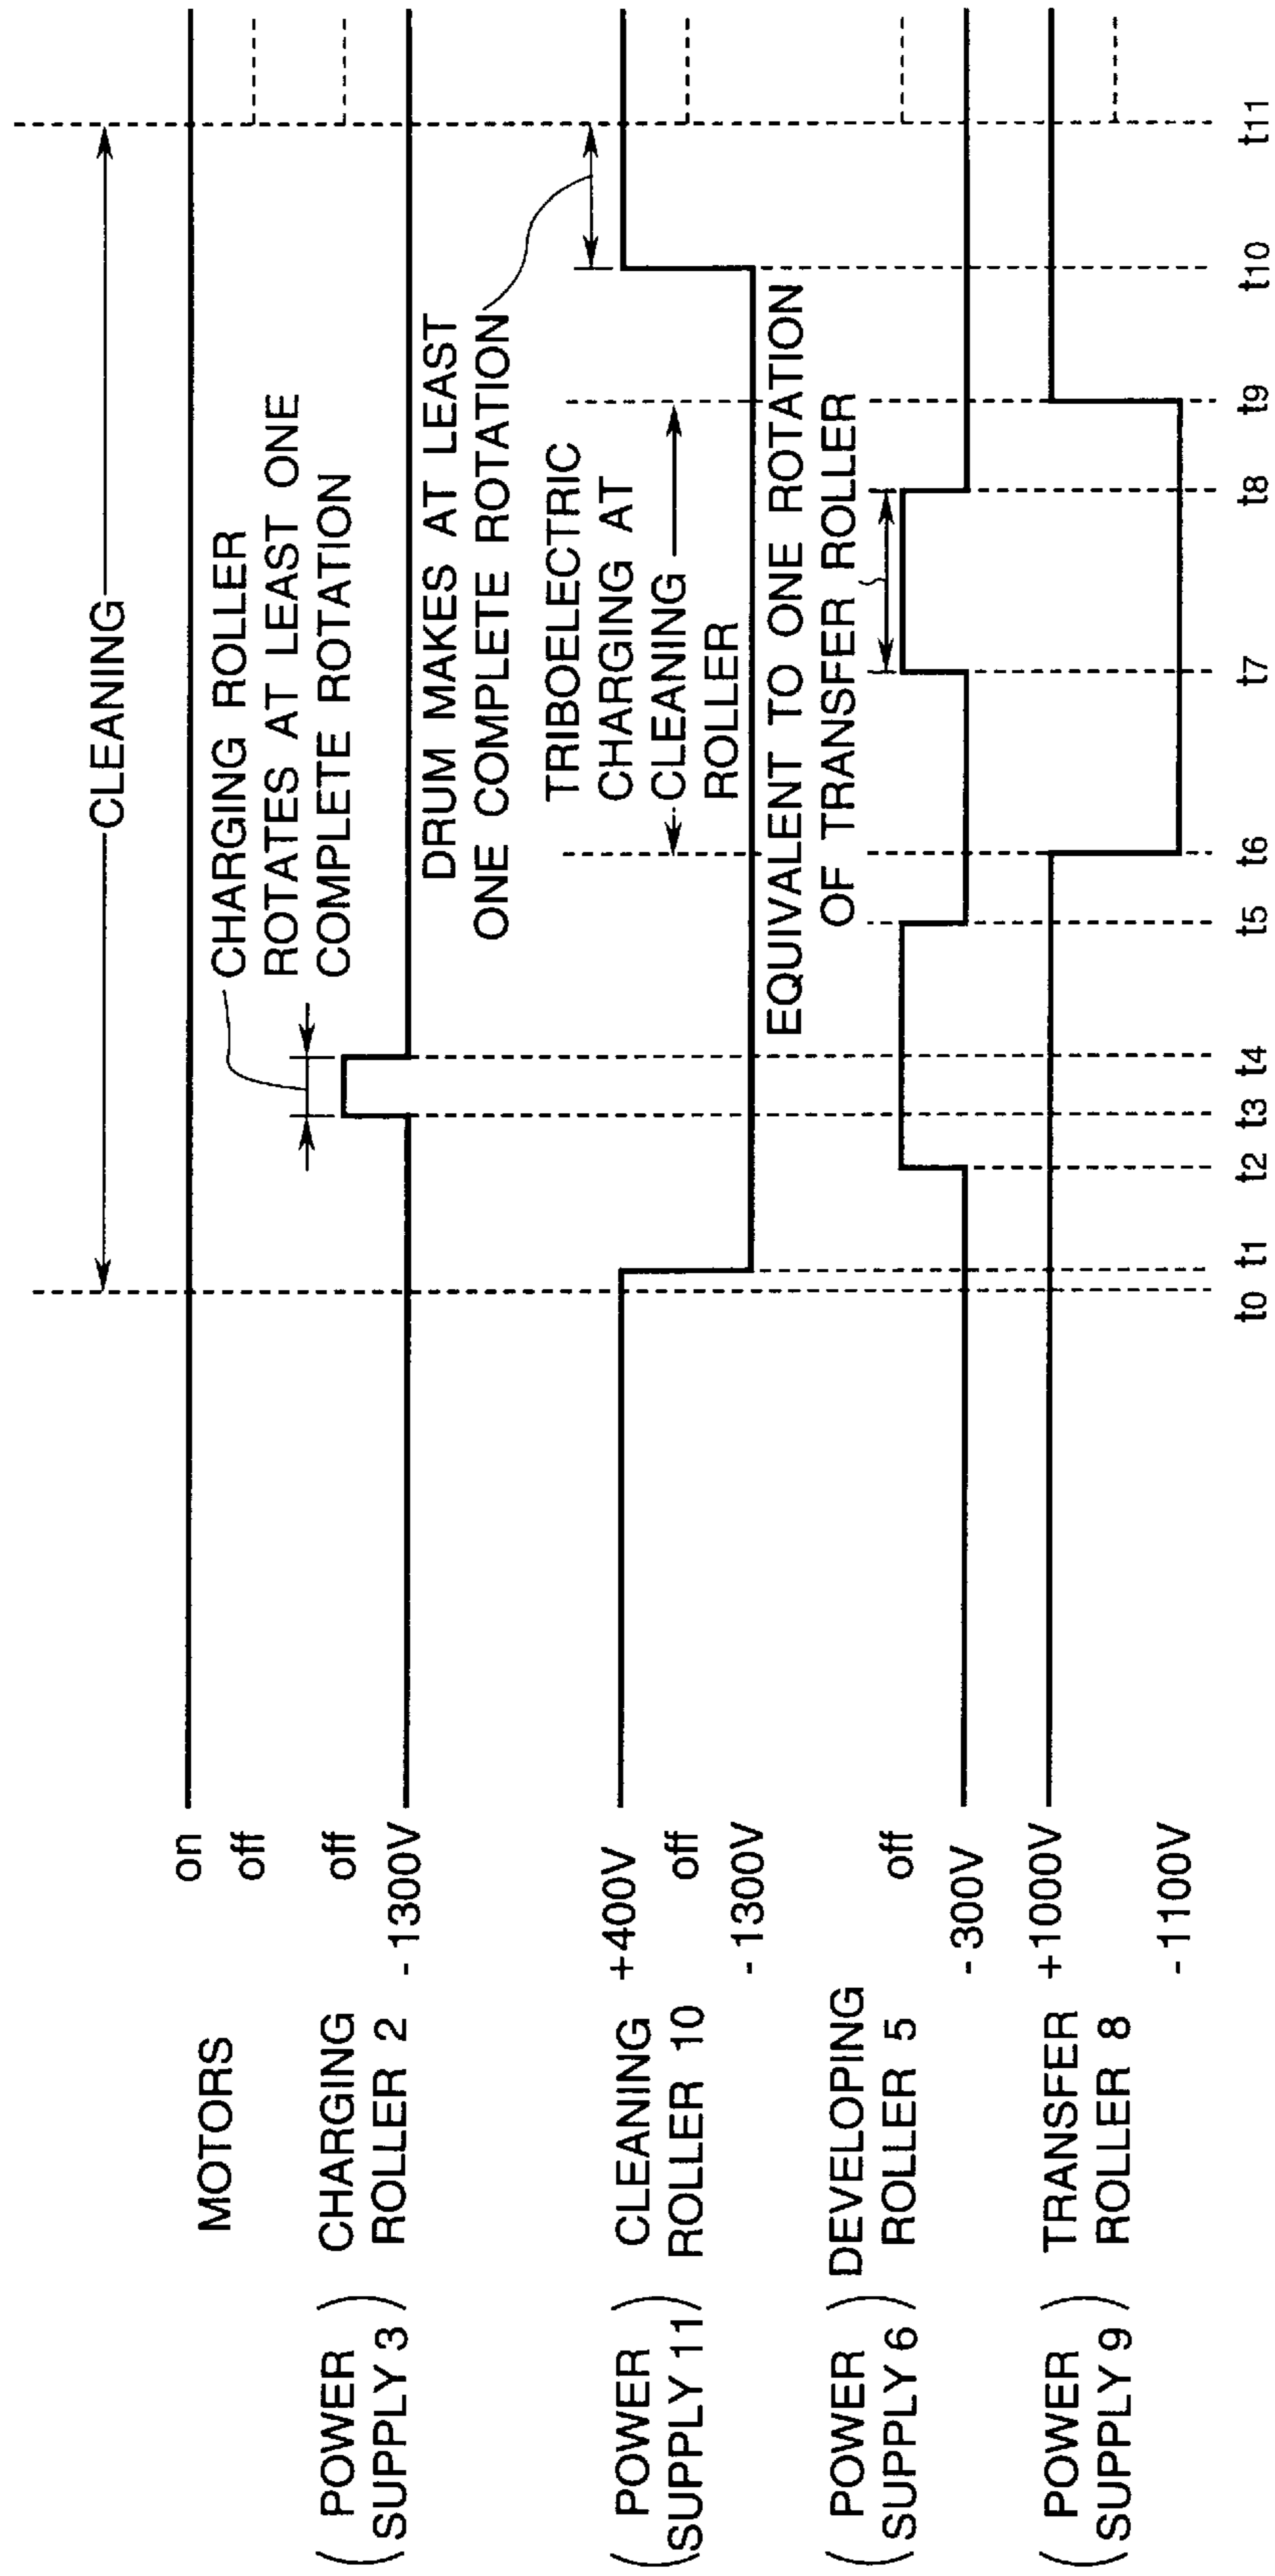 CLEANING
CHARGING ROLLER
ROTATES AT LEAST ONE
COMPLETE ROTATION
DRUM MAKES AT LEAST
ONE COMPLETE ROTATION
TRIBOELECTRIC
CHARGING AT
CLEANING
ROLLER
EQUIVALENT TO ONE ROTATION
OF TRANSFER ROLLER
MOTORS
on
off
(POWER SUPPLY 3)
CHARGING
ROLLER 2
off
- 1300V
(POWER SUPPLY 11)
CLEANING
ROLLER 10
+400V
off
- 1300V
(POWER SUPPLY 6)
DEVELOPING
ROLLER 5
off
- 300V
(POWER SUPPLY 9)
TRANSFER
ROLLER 8
+1000V
- 1100V
t0 t1 t2 t3 t4 t5 t6 t7 t8 t9 t10 t11